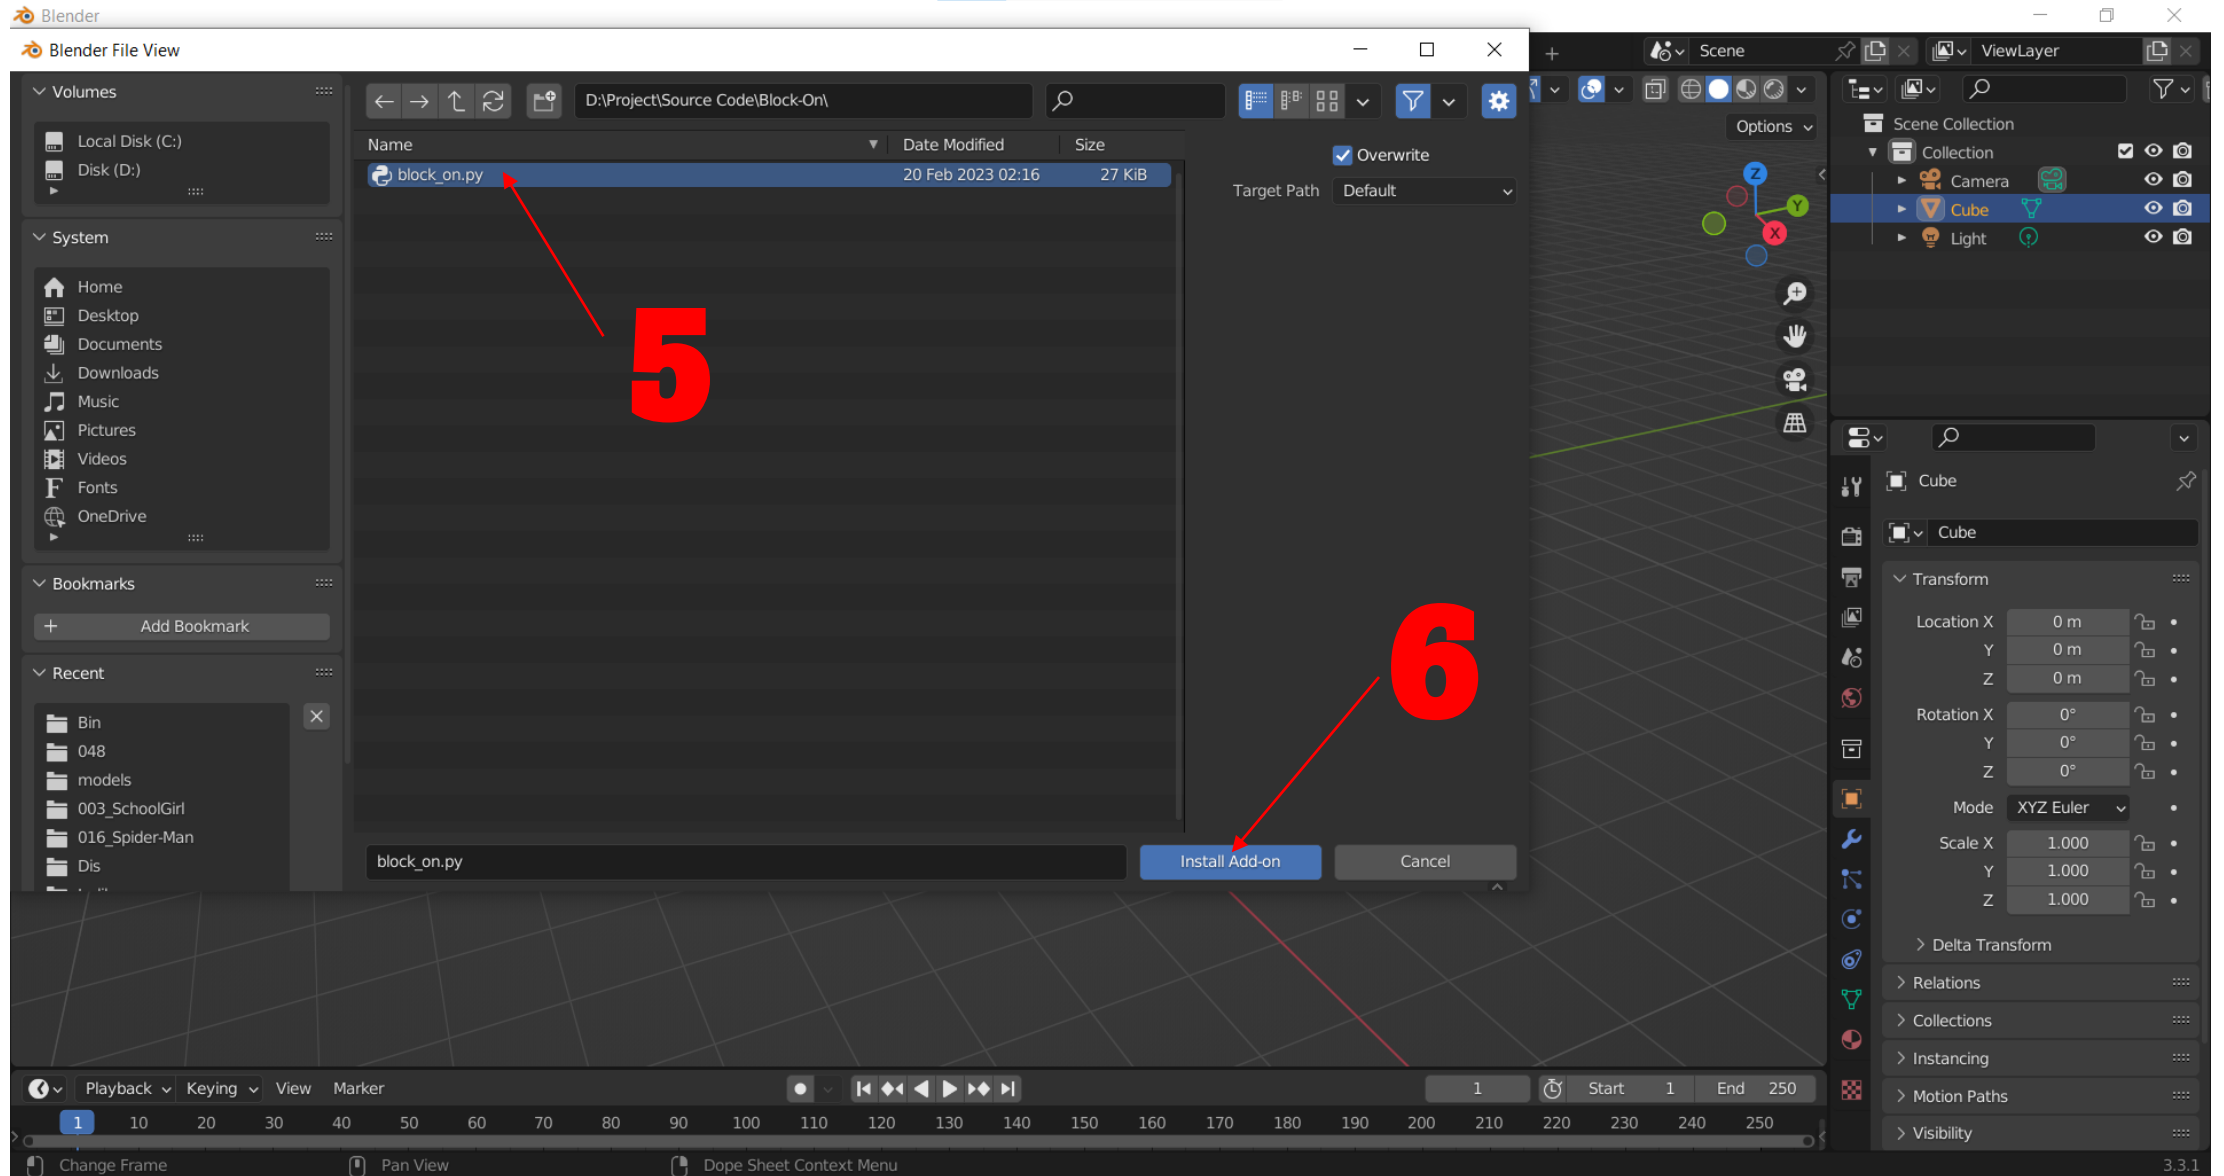 Blender
Blender File View
Scene
ViewLayer
Volumes
Local Disk (C:)
Disk (D:)
System
Home
Desktop
Documents
Downloads
Music
Pictures
Videos
Fonts
OneDrive
Bookmarks
Add Bookmark
Recent
Bin
048
models
003_SchoolGirl
016_Spider-Man
Dis
D:\Project\Source Code\Block-On\
Name
Date Modified
Size
block_on.py
20 Feb 2023 02:16
27 KiB
5
Overwrite
Target Path
Default
6
block_on.py
Install Add-on
Cancel
Options
Z
Y
X
Scene Collection
Collection
Camera
Cube
Light
Cube
Cube
Transform
Location X 0 m
Y 0 m
Z 0 m
Rotation X 0°
Y 0°
Z 0°
Mode XYZ Euler
Scale X 1.000
Y 1.000
Z 1.000
Delta Transform
Relations
Collections
Instancing
Motion Paths
Visibility
Playback
Keying
View
Marker
1
Start 1
End 250
1 10 20 30 40 50 60 70 80 90 100 110 120 130 140 150 160 170 180 190 200 210 220 230 240 250
Change Frame
Pan View
Dope Sheet Context Menu
3.3.1